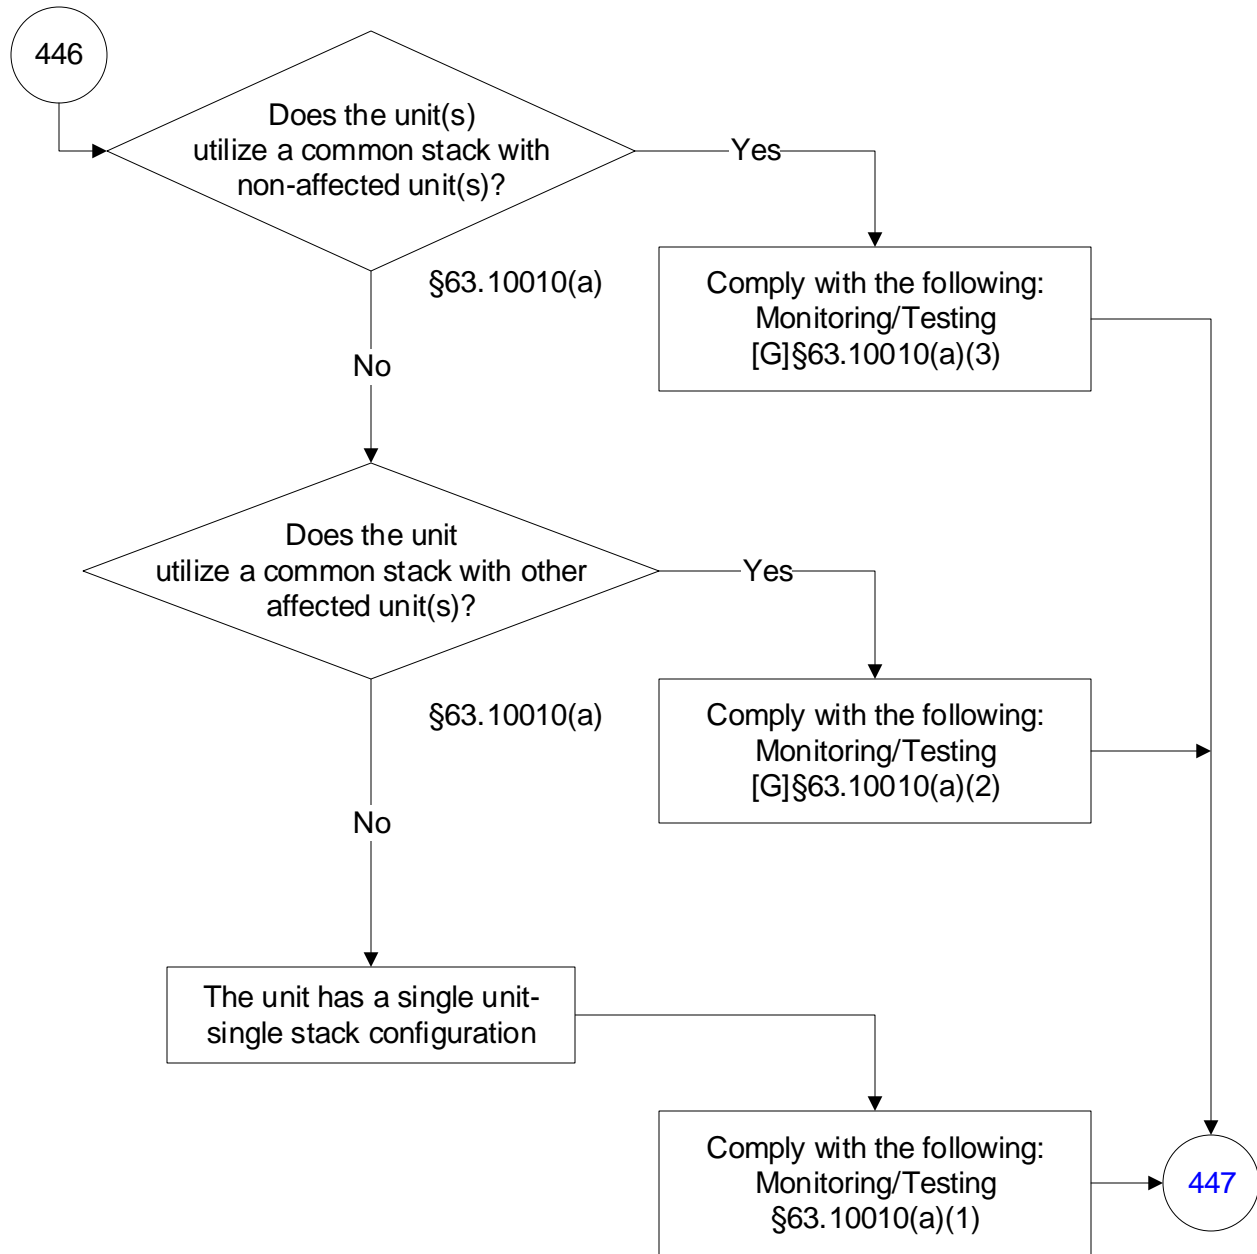 446
Does the unit(s)
utilize a common stack with
non-affected unit(s)?
Yes
§63.10010(a)
Comply with the following:
Monitoring/Testing
[G]§63.10010(a)(3)
No
Does the unit
utilize a common stack with other
affected unit(s)?
Yes
§63.10010(a)
Comply with the following:
Monitoring/Testing
[G]§63.10010(a)(2)
No
The unit has a single unit-
single stack configuration
Comply with the following:
Monitoring/Testing
§63.10010(a)(1)
447